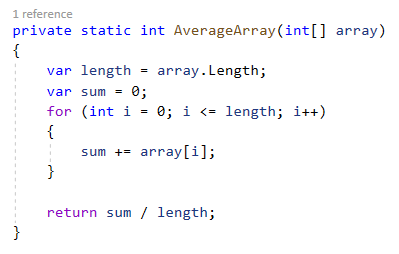 1 reference
private static int AverageArray(int[] array)
{
    var length = array.Length;
    var sum = 0;
    for (int i = 0; i <= length; i++)
    {
        sum += array[i];
    }

    return sum / length;
}